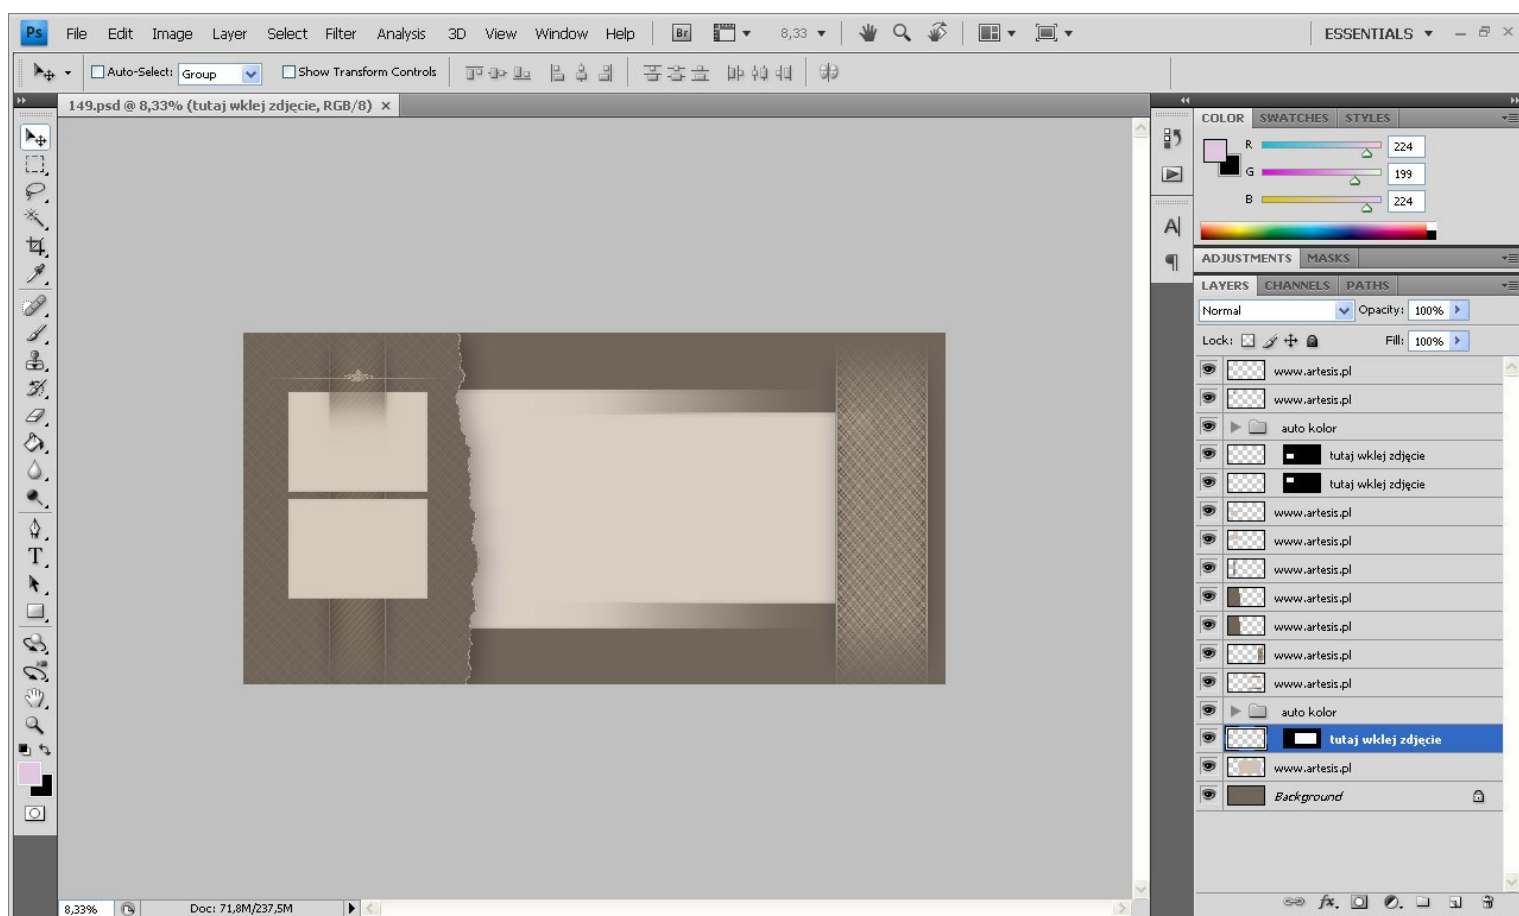 Ps File Edit Image Layer Select Filter Analysis 3D View Window Help Br 8,33 ESSENTIALS
Auto-Select: Group Show Transform Controls
149.psd @ 8,33% (tutaj wklej zdjęcie, RGB/8) ×
COLOR SWATCHES STYLES
R 224
G 199
B 224
ADJUSTMENTS MASKS
LAYERS CHANNELS PATHS
Normal Opacity: 100%
Lock: Fill: 100%
www.artesis.pl
www.artesis.pl
auto kolor
tutaj wklej zdjęcie
tutaj wklej zdjęcie
www.artesis.pl
www.artesis.pl
www.artesis.pl
www.artesis.pl
www.artesis.pl
www.artesis.pl
www.artesis.pl
auto kolor
tutaj wklej zdjęcie
www.artesis.pl
Background
8,33% Doc: 71,8M/237,5M